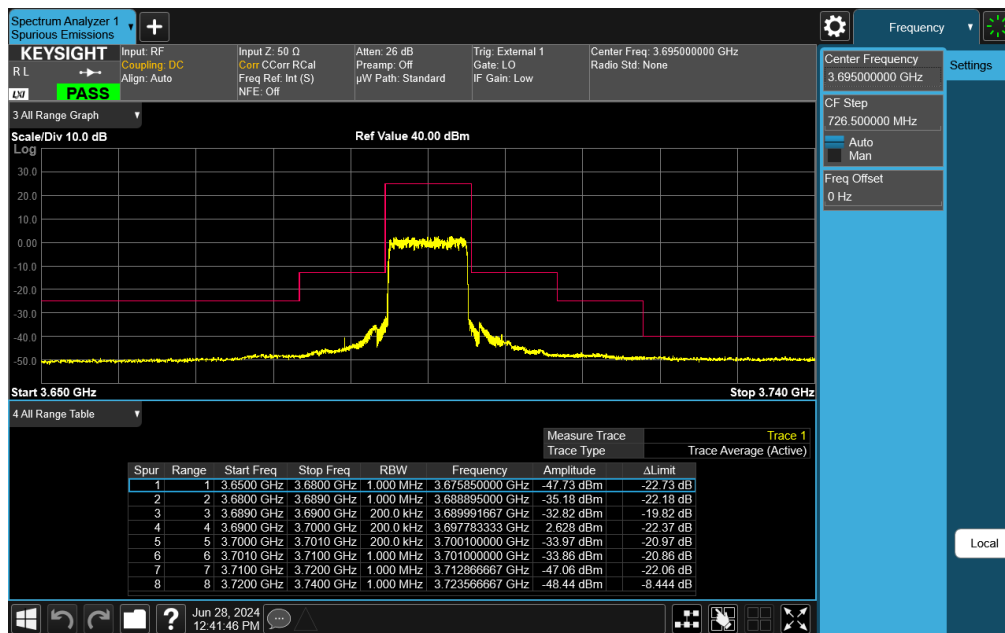 Spectrum Analyzer 1
Spurious Emissions
Frequency
KEYSIGHT
R L
LXI
PASS
Input: RF
Coupling: DC
Align: Auto
Input Z: 50 Ω
Corr CCorr RCal
Freq Ref: Int (S)
NFE: Off
Atten: 26 dB
Preamp: Off
µW Path: Standard
Trig: External 1
Gate: LO
IF Gain: Low
Center Freq: 3.695000000 GHz
Radio Std: None
Center Frequency
3.695000000 GHz
Settings
CF Step
726.500000 MHz
Auto
Man
Freq Offset
0 Hz
3 All Range Graph
Scale/Div 10.0 dB
Ref Value 40.00 dBm
Log
30.0
20.0
10.0
0.00
-10.0
-20.0
-30.0
-40.0
-50.0
Start 3.650 GHz
Stop 3.740 GHz
4 All Range Table
Measure Trace Trace 1
Trace Type Trace Average (Active)
Spur Range Start Freq Stop Freq RBW Frequency Amplitude ΔLimit
1 1 3.6500 GHz 3.6800 GHz 1.000 MHz 3.675850000 GHz -47.73 dBm -22.73 dB
2 2 3.6800 GHz 3.6890 GHz 1.000 MHz 3.688895000 GHz -35.18 dBm -22.18 dB
3 3 3.6890 GHz 3.6900 GHz 200.0 kHz 3.689991667 GHz -32.82 dBm -19.82 dB
4 4 3.6900 GHz 3.7000 GHz 200.0 kHz 3.697783333 GHz 2.628 dBm -22.37 dB
5 5 3.7000 GHz 3.7010 GHz 200.0 kHz 3.700100000 GHz -33.97 dBm -20.97 dB
6 6 3.7010 GHz 3.7100 GHz 1.000 MHz 3.701000000 GHz -33.86 dBm -20.86 dB
7 7 3.7100 GHz 3.7200 GHz 1.000 MHz 3.712866667 GHz -47.06 dBm -22.06 dB
8 8 3.7200 GHz 3.7400 GHz 1.000 MHz 3.723566667 GHz -48.44 dBm -8.444 dB
Local
?
Jun 28, 2024
12:41:46 PM